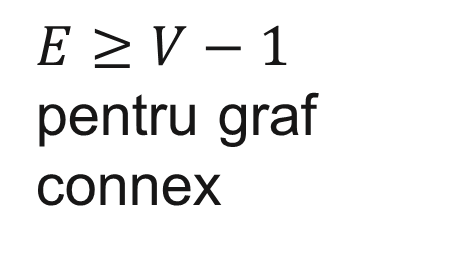 E ≥ V − 1
pentru graf
connex